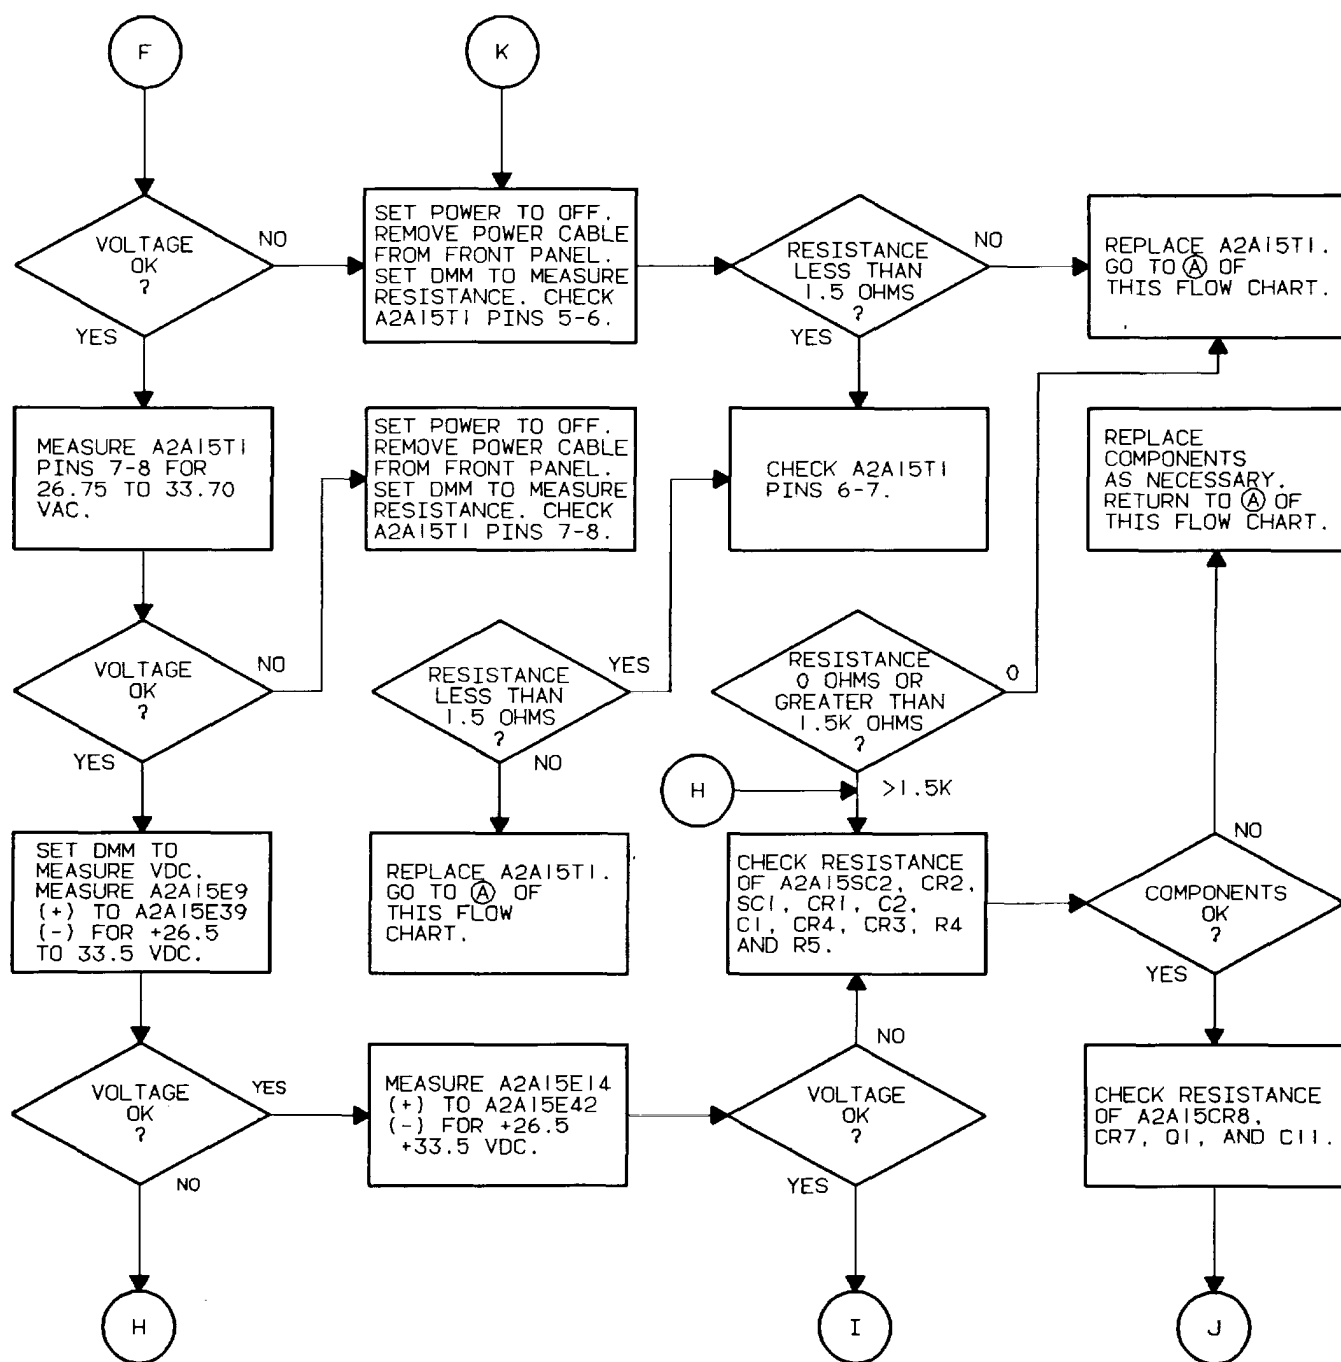 F
K
VOLTAGE
OK
?
NO
YES
SET POWER TO OFF.
REMOVE POWER CABLE
FROM FRONT PANEL.
SET DMM TO MEASURE
RESISTANCE. CHECK
A2A15T1 PINS 5-6.
RESISTANCE
LESS THAN
1.5 OHMS
?
NO
YES
REPLACE A2A15T1.
GO TO A OF
THIS FLOW CHART.
MEASURE A2A15T1
PINS 7-8 FOR
26.75 TO 33.70
VAC.
SET POWER TO OFF.
REMOVE POWER CABLE
FROM FRONT PANEL.
SET DMM TO MEASURE
RESISTANCE. CHECK
A2A15T1 PINS 7-8.
CHECK A2A15T1
PINS 6-7.
REPLACE
COMPONENTS
AS NECESSARY.
RETURN TO A OF
THIS FLOW CHART.
VOLTAGE
OK
?
NO
YES
RESISTANCE
LESS THAN
1.5 OHMS
?
YES
NO
RESISTANCE
0 OHMS OR
GREATER THAN
1.5K OHMS
?
0
>1.5K
H
SET DMM TO
MEASURE VDC.
MEASURE A2A15E9
(+) TO A2A15E39
(-) FOR +26.5
TO 33.5 VDC.
REPLACE A2A15T1.
GO TO A OF
THIS FLOW
CHART.
CHECK RESISTANCE
OF A2A15SC2, CR2,
SC1, CR1, C2,
C1, CR4, CR3, R4
AND R5.
COMPONENTS
OK
?
NO
YES
VOLTAGE
OK
?
YES
NO
MEASURE A2A15E14
(+) TO A2A15E42
(-) FOR +26.5
+33.5 VDC.
VOLTAGE
OK
?
NO
YES
CHECK RESISTANCE
OF A2A15CR8,
CR7, Q1, AND C11.
H
I
J